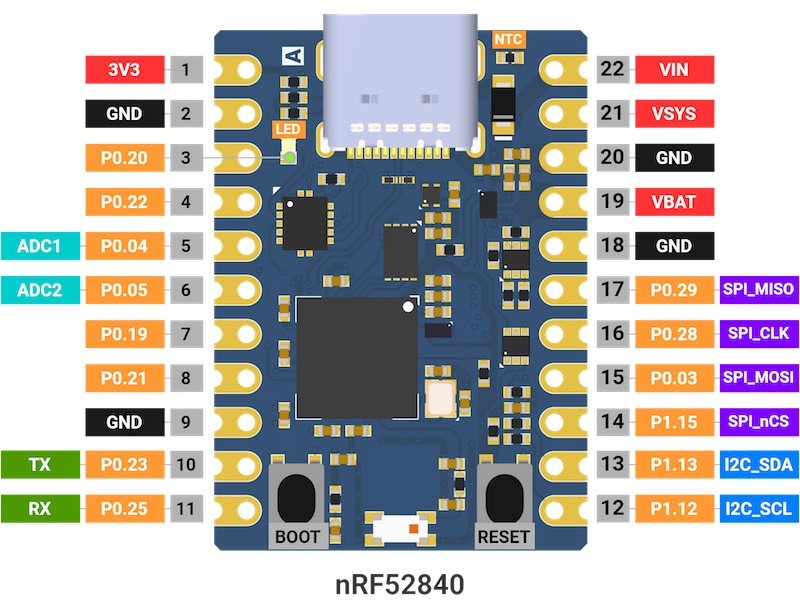 A
NTC
3V3 1
GND 2
LED
P0.20 3
P0.22 4
ADC1 P0.04 5
ADC2 P0.05 6
P0.19 7
P0.21 8
GND 9
TX P0.23 10
RX P0.25 11
22 VIN
21 VSYS
20 GND
19 VBAT
18 GND
17 P0.29 SPI_MISO
16 P0.28 SPI_CLK
15 P0.03 SPI_MOSI
14 P1.15 SPI_nCS
13 P1.13 I2C_SDA
12 P1.12 I2C_SCL
BOOT
RESET
nRF52840